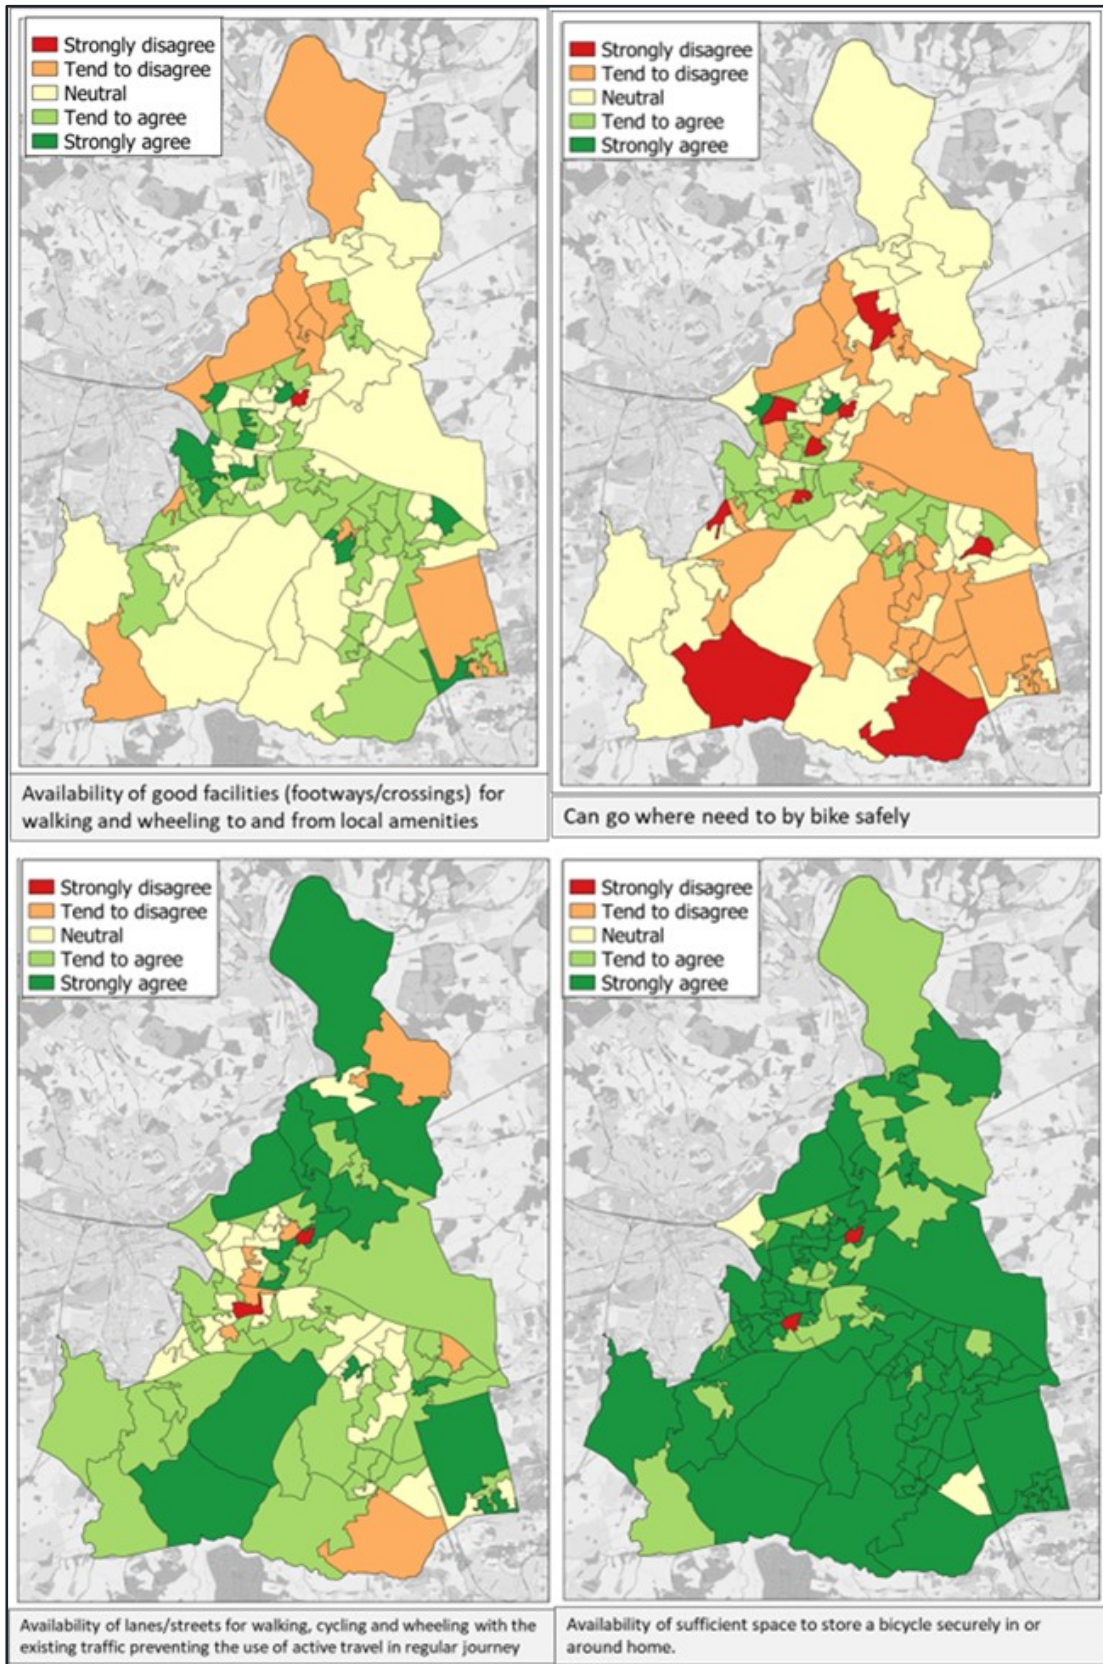 Strongly disagree
Tend to disagree
Neutral
Tend to agree
Strongly agree
Availability of good facilities (footways/crossings) for
walking and wheeling to and from local amenities
Strongly disagree
Tend to disagree
Neutral
Tend to agree
Strongly agree
Can go where need to by bike safely
Strongly disagree
Tend to disagree
Neutral
Tend to agree
Strongly agree
Availability of lanes/streets for walking, cycling and wheeling with the
existing traffic preventing the use of active travel in regular journey
Strongly disagree
Tend to disagree
Neutral
Tend to agree
Strongly agree
Availability of sufficient space to store a bicycle securely in or
around home.